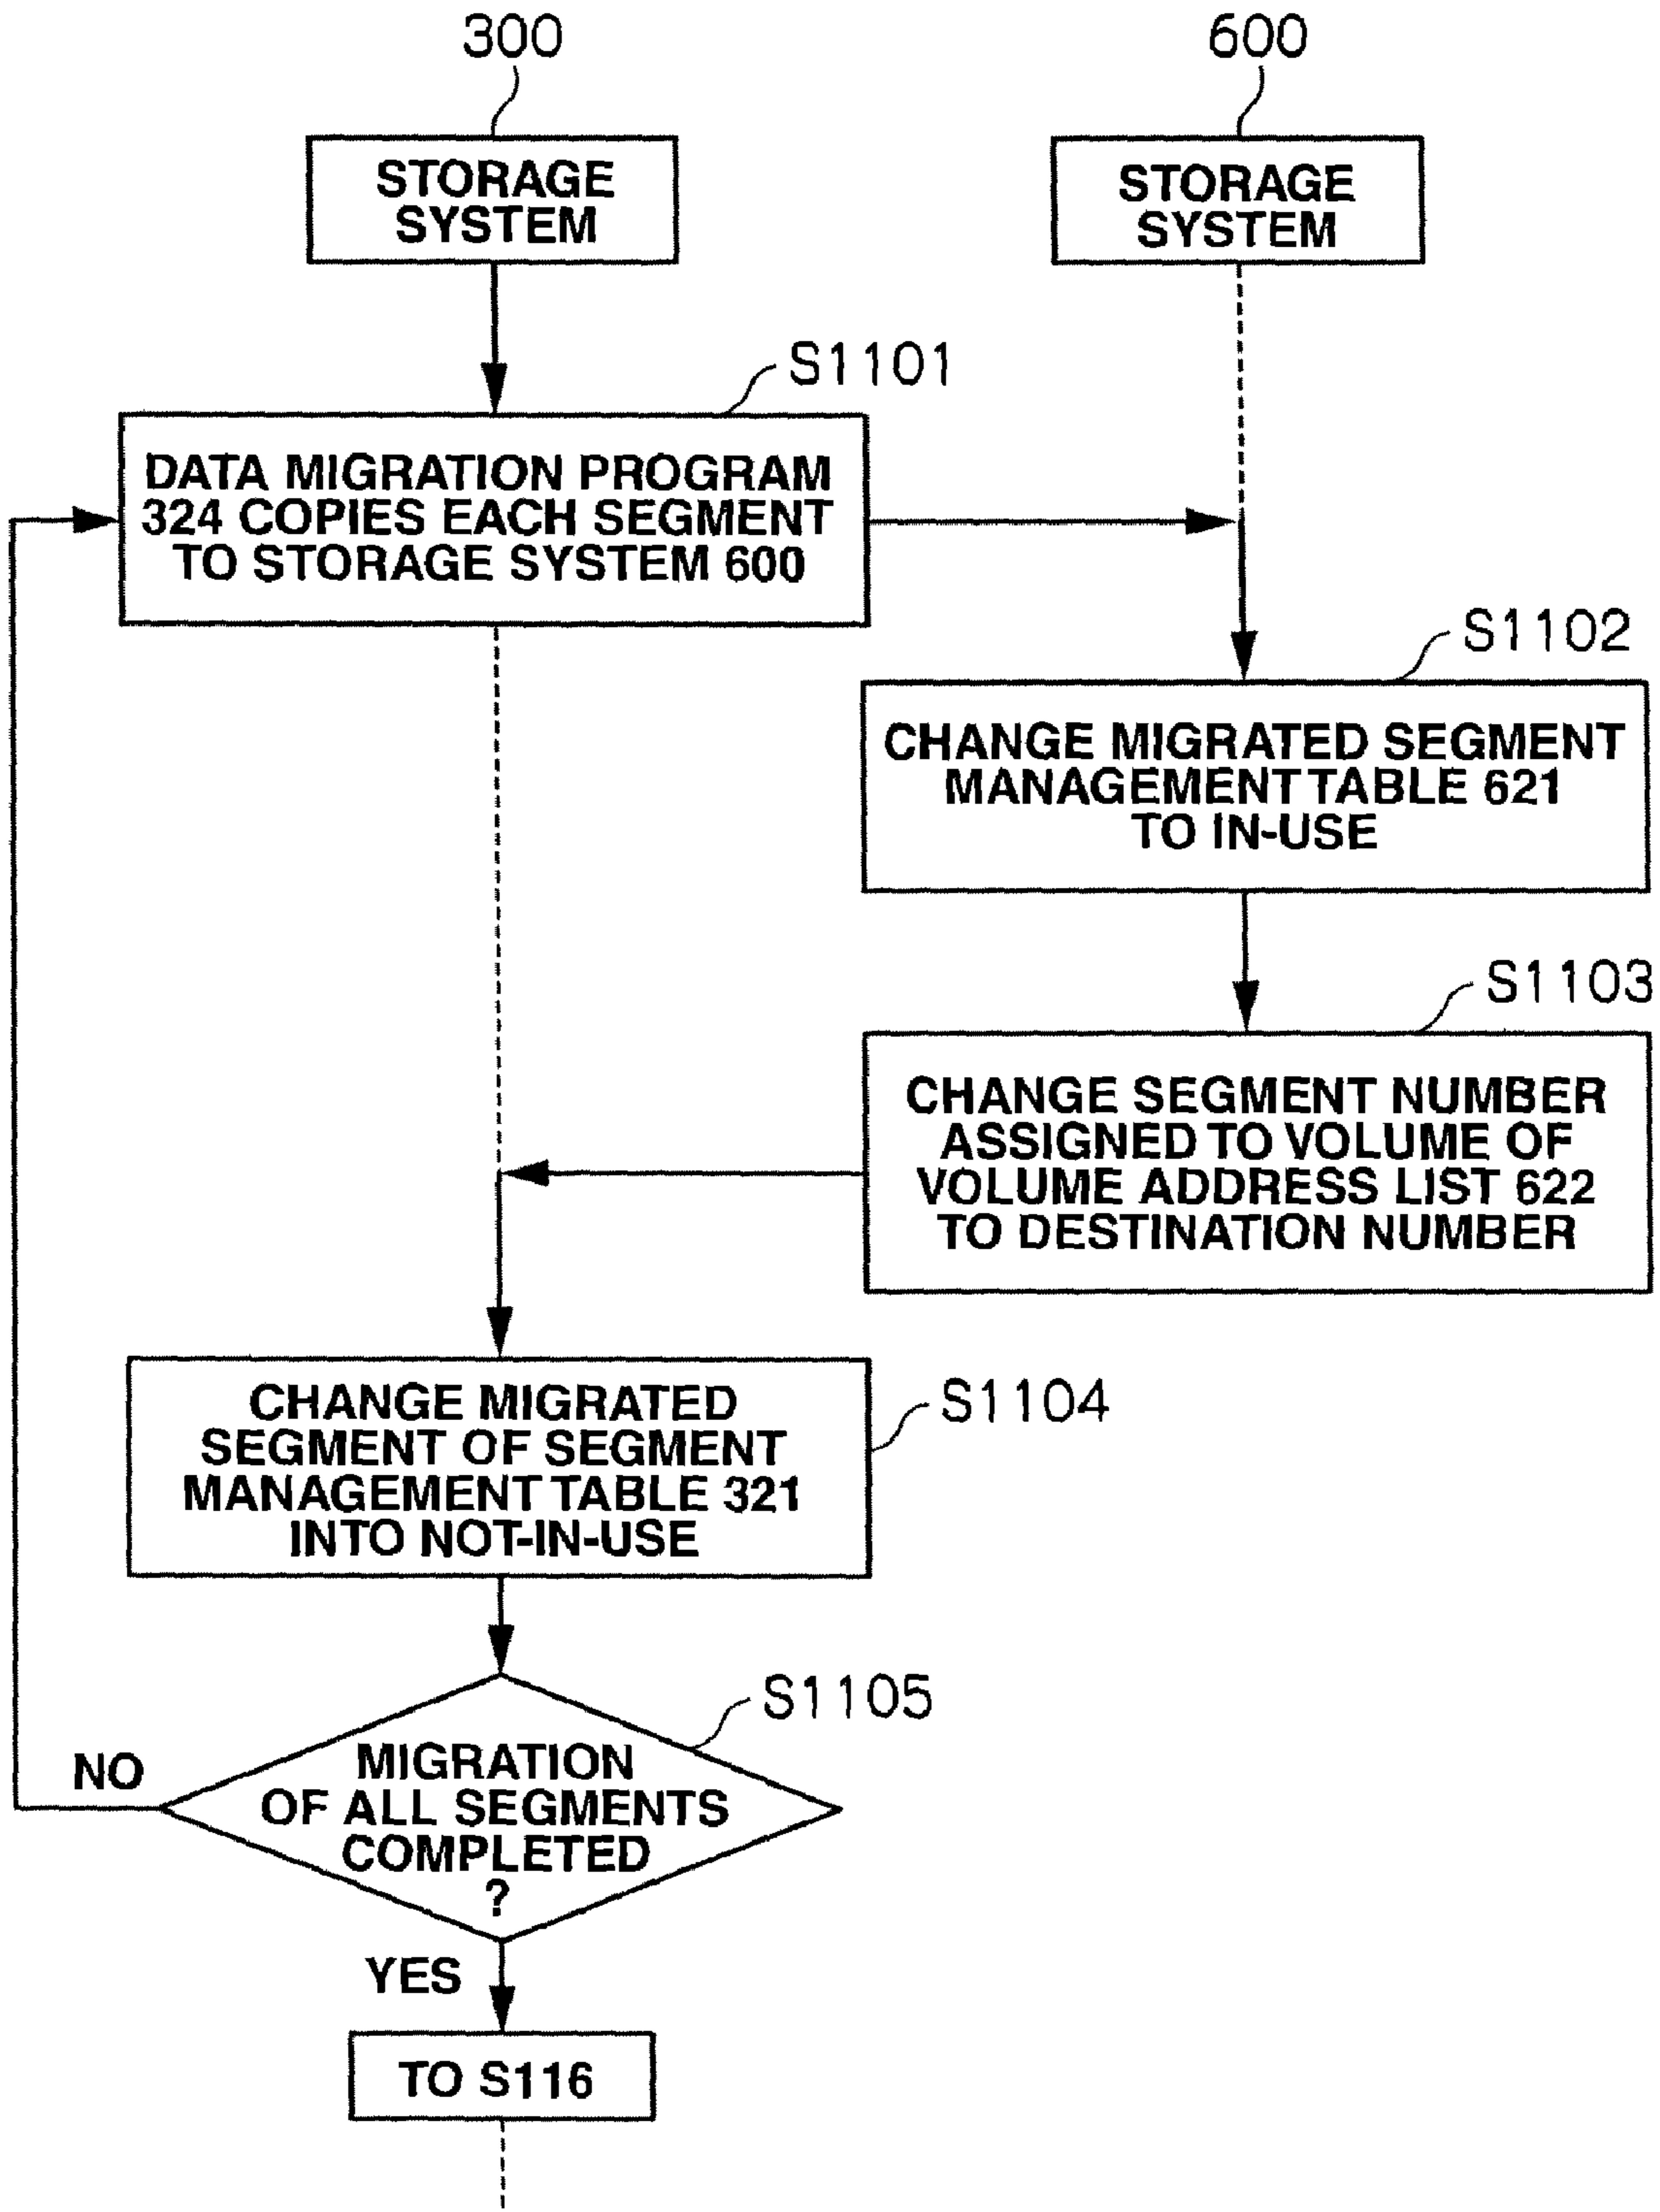 300
600
STORAGE
SYSTEM
STORAGE
SYSTEM
S1101
DATA MIGRATION PROGRAM
324 COPIES EACH SEGMENT
TO STORAGE SYSTEM 600
S1102
CHANGE MIGRATED SEGMENT
MANAGEMENT TABLE 621
TO IN-USE
S1103
CHANGE SEGMENT NUMBER
ASSIGNED TO VOLUME OF
VOLUME ADDRESS LIST 622
TO DESTINATION NUMBER
S1104
CHANGE MIGRATED
SEGMENT OF SEGMENT
MANAGEMENT TABLE 321
INTO NOT-IN-USE
S1105
MIGRATION
OF ALL SEGMENTS
COMPLETED
?
NO
YES
TO S116